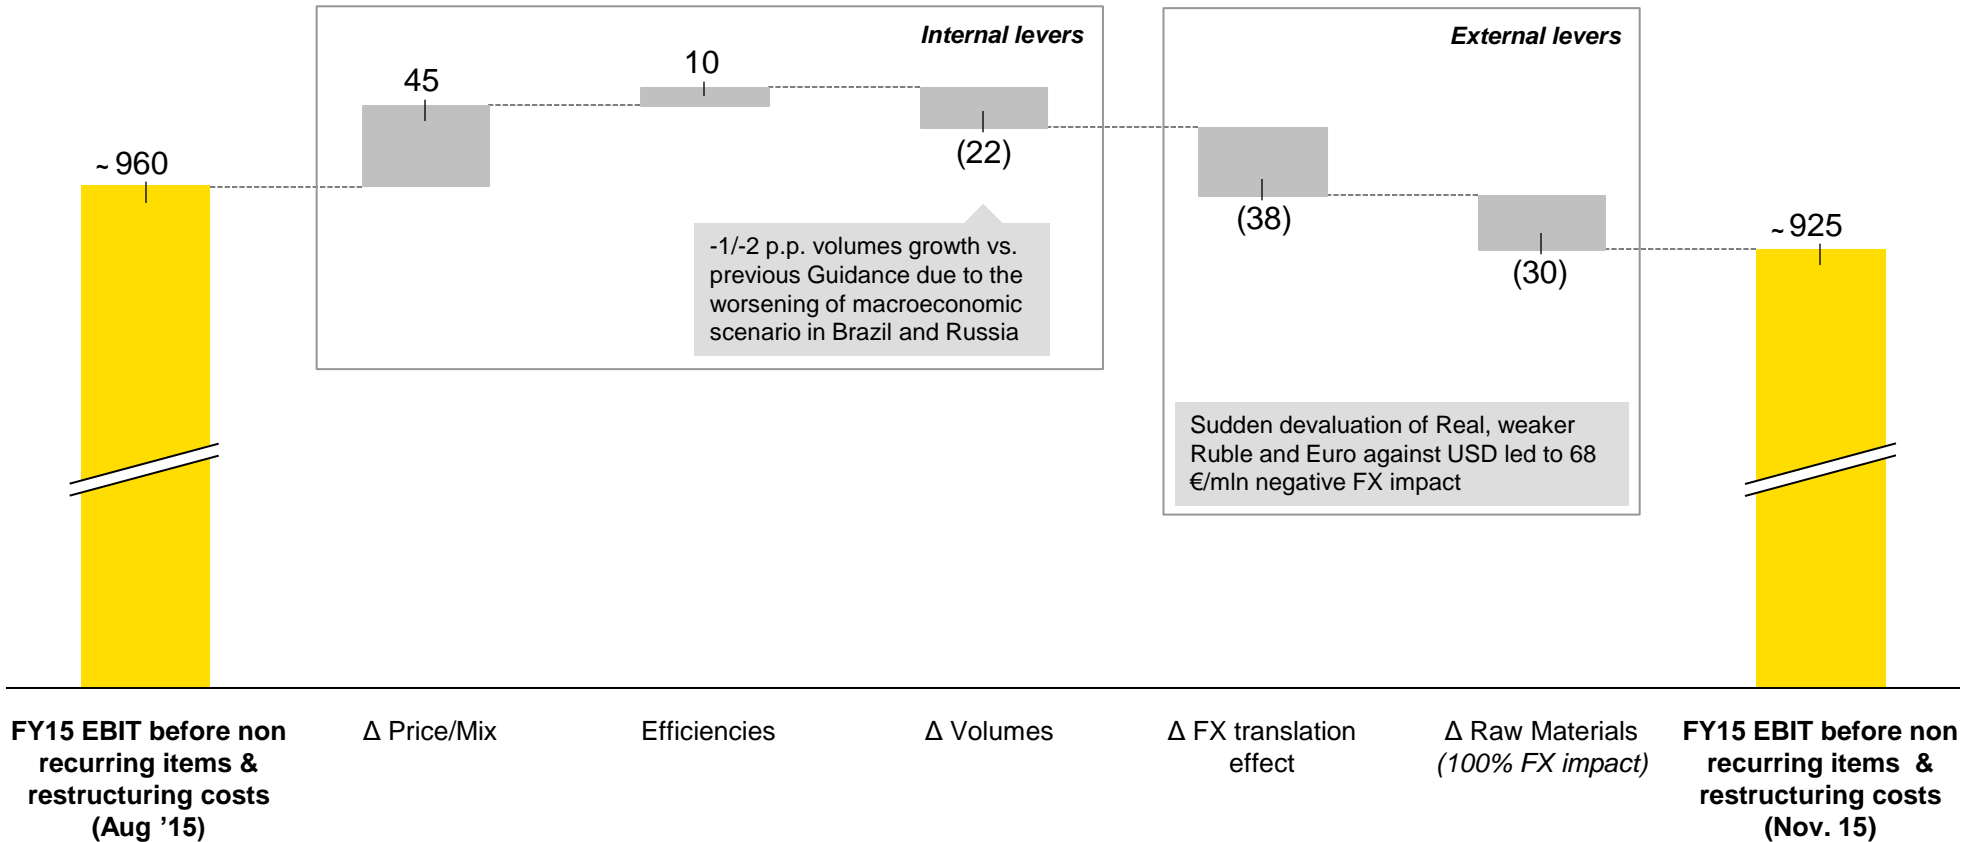 Internal levers
External levers
~ 960
45
10
(22)
(38)
(30)
~ 925
-1/-2 p.p. volumes growth vs.
previous Guidance due to the
worsening of macroeconomic
scenario in Brazil and Russia
Sudden devaluation of Real, weaker
Ruble and Euro against USD led to 68
€/mln negative FX impact
FY15 EBIT before non
recurring items &
restructuring costs
(Aug ’15)
Δ Price/Mix
Efficiencies
Δ Volumes
Δ FX translation
effect
Δ Raw Materials
(100% FX impact)
FY15 EBIT before non
recurring items &
restructuring costs
(Nov. 15)